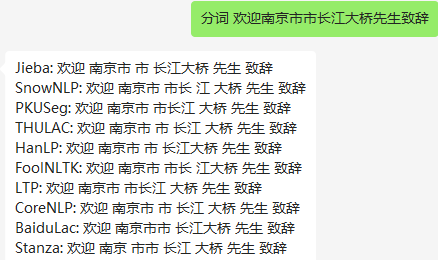 分词 欢迎南京市市长江大桥先生致辞
Jieba: 欢迎 南京市 市 长江大桥 先生 致辞
SnowNLP: 欢迎 南京 市 市长 江 大桥 先生 致辞
PKUSeg: 欢迎 南京市 市长江 大桥 先生 致辞
THULAC: 欢迎 南京市 市 长江 大桥 先生 致辞
HanLP: 欢迎 南京市 市 长江大桥 先生 致辞
FoolNLTK: 欢迎 南京市 市长 江大桥 先生 致辞
LTP: 欢迎 南京市 市长江 大桥 先生 致辞
CoreNLP: 欢迎 南京市 市 长江 大桥 先生 致辞
BaiduLac: 欢迎 南京市市长江大桥 先生 致辞
Stanza: 欢迎 南京 市市 长江 大桥 先生 致辞